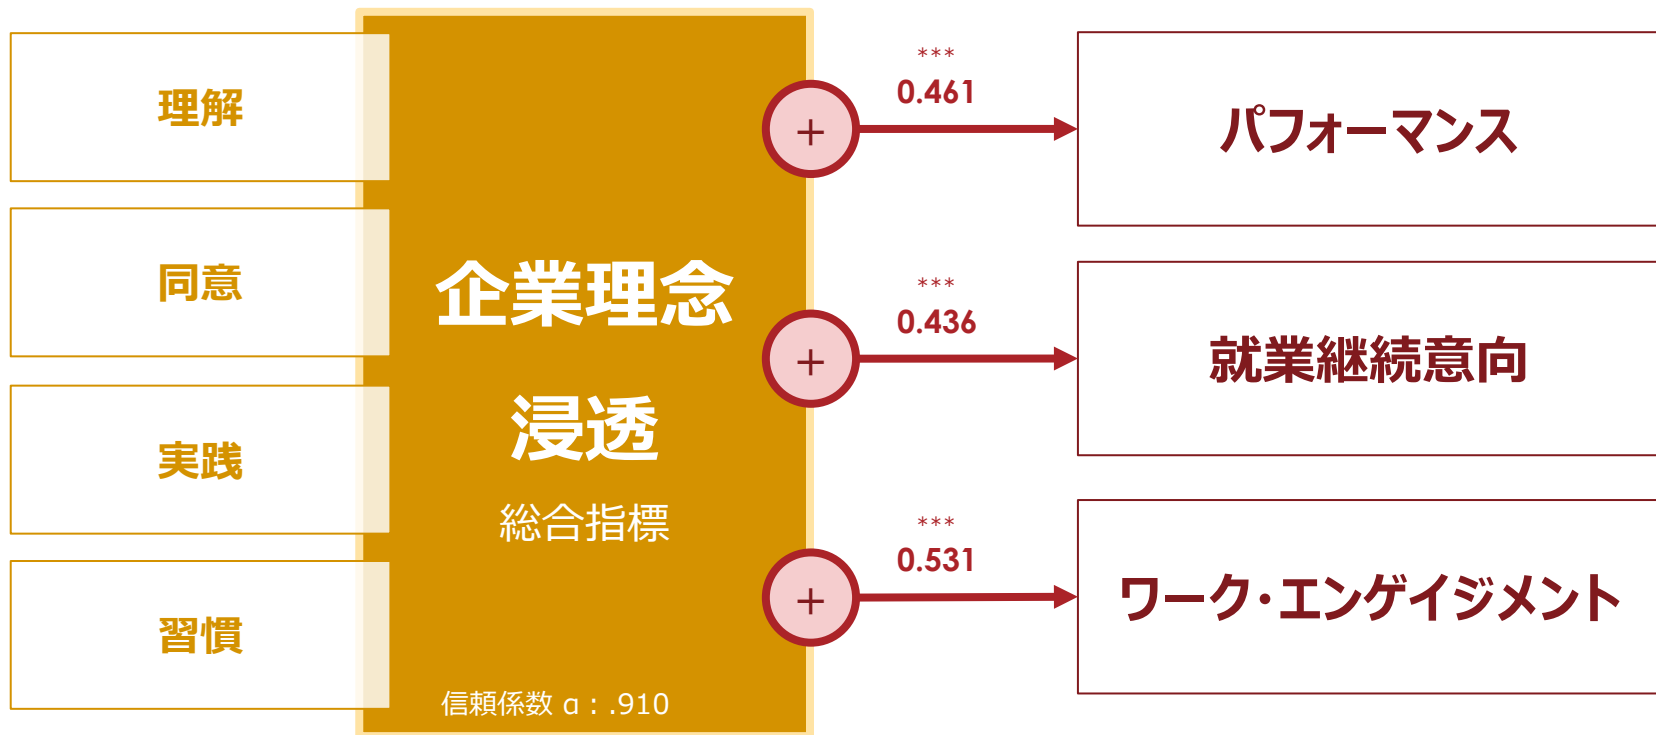 理解
同意
実践
習慣
企業理念
浸透
総合指標
信頼係数 α : .910
+
***
0.461
パフォーマンス
+
***
0.436
就業継続意向
+
***
0.531
ワーク・エンゲイジメント